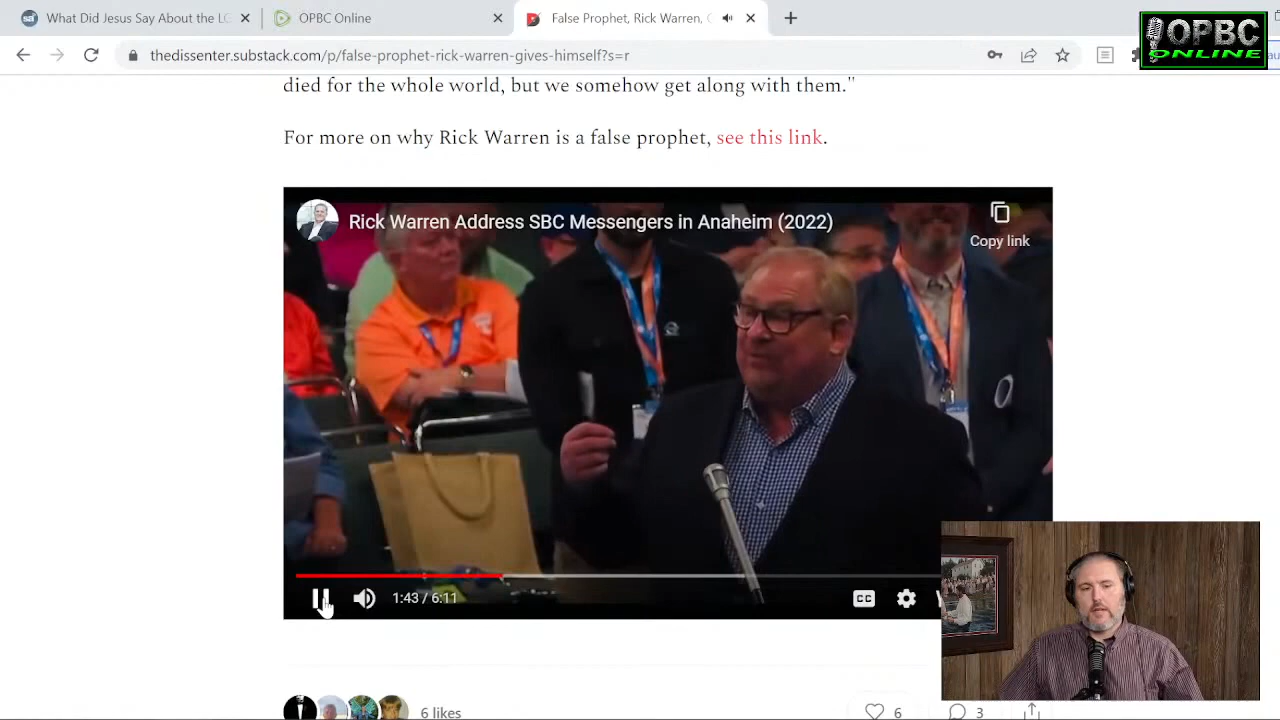 What Did Jesus Say About the LG
OPBC Online
False Prophet, Rick Warren,
OPBC
ONLINE
thedissenter.substack.com/p/false-prophet-r
-gives-hself?s=r
died for the whole world, but we somehow get along with them."
For more on why Rick Warren is a false prophet, see this link.
Rick Warren Address SBC Messengers in Anaheim (2022)
Copy link
1:43 / 6:11
CC
6 likes
6
3